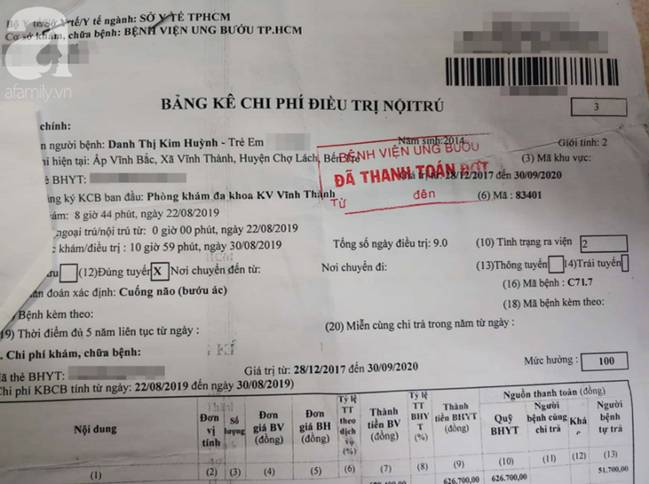 Bộ Y tế/Sở Y tế/Y tế ngành: SỞ Y TẾ TPHCM
Cơ sở khám, chữa bệnh: BỆNH VIỆN UNG BƯỚU TP.HCM
a
afamily.vn
BẢNG KÊ CHI PHÍ ĐIỀU TRỊ NỘI TRÚ
3
chính:
n người bệnh: Danh Thị Kim Huỳnh - Trẻ Em
Năm sinh: 2014
Giới tính: 2
hỉ hiện tại: Ấp Vĩnh Bắc, Xã Vĩnh Thành, Huyện Chợ Lách, Bến
(3) Mã khu vực:
BỆNH VIỆN UNG BƯỚU
ĐÃ THANH TOÁN ĐỢT
Từ đến
ẻ BHYT:
28/12/2017 đến 30/09/2020
ng ký KCB ban đầu: Phòng khám đa khoa KV Vĩnh Thành
(6) Mã : 83401
ám: 8 giờ 44 phút, ngày 22/08/2019
goại trú/nội trú từ: 0 giờ 00 phút, ngày 22/08/2019
c khám/điều trị : 10 giờ 59 phút, ngày 30/08/2019
Tổng số ngày điều trị: 9.0
(10) Tình trạng ra viện
2
(12)Đúng tuyến X Nơi chuyển đến từ:
Nơi chuyển đi:
(13)Thông tuyến 14)Trái tuyến
n đoán xác định: Cuống não (bướu ác)
(16) Mã bệnh : C71.7
Bệnh kèm theo:
(18) Mã bệnh kèm theo:
19) Thời điểm đủ 5 năm liên tục từ ngày :
(20) Miễn cùng chi trả trong năm từ ngày :
. Chi phí khám, chữa bệnh:
ã thẻ BHYT:
Giá trị từ: 28/12/2017 đến 30/09/2020
Mức hưởng :
100
Chi phí KBCB tính từ ngày: 22/08/2019 đến ngày 30/08/2019)
Nội dung
Đơn vị tính
Số lượng
Đơn giá BV (đồng)
Đơn giá BH (đồng)
Tỷ lệ TT theo dịch vụ (%)
Thành tiền BV (đồng)
Tỷ lệ TT BHYT (%)
Thành tiền BHYT (đồng)
Nguồn thanh toán (đồng)
Quỹ BHYT
Người bệnh cùng chi trả
Khá
Người bệnh tự trả
(1) (2) (3) (4) (5) (6) (7) (8) (9) (10) (11) (12) (13)
626.700,00 626.700,00 51.700,00